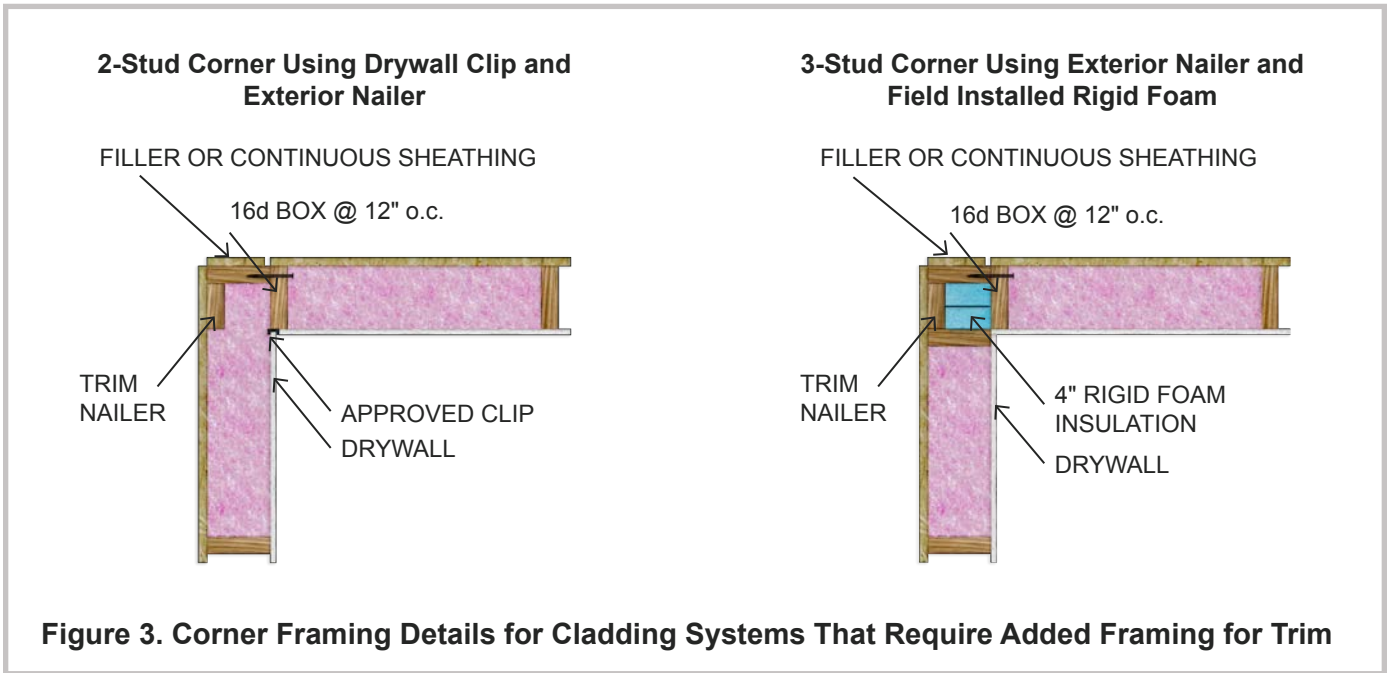 2-Stud Corner Using Drywall Clip and
Exterior Nailer
FILLER OR CONTINUOUS SHEATHING
16d BOX @ 12" o.c.
TRIM
NAILER
APPROVED CLIP
DRYWALL
3-Stud Corner Using Exterior Nailer and
Field Installed Rigid Foam
FILLER OR CONTINUOUS SHEATHING
16d BOX @ 12" o.c.
TRIM
NAILER
4" RIGID FOAM
INSULATION
DRYWALL
Figure 3. Corner Framing Details for Cladding Systems That Require Added Framing for Trim